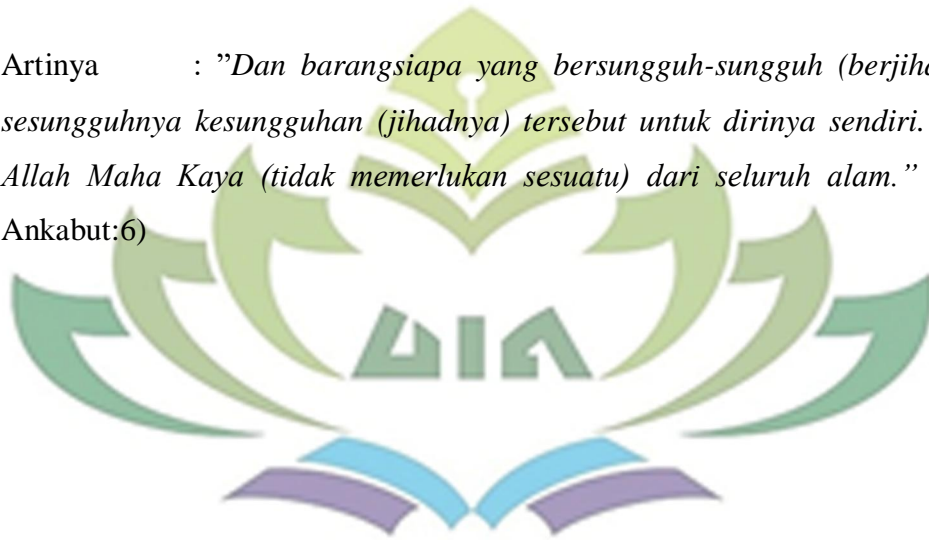 Artinya : ”Dan barangsiapa yang bersungguh-sungguh (berjiha
sesungguhnya kesungguhan (jihadnya) tersebut untuk dirinya sendiri.
Allah Maha Kaya (tidak memerlukan sesuatu) dari seluruh alam.”
Ankabut:6)
UIN